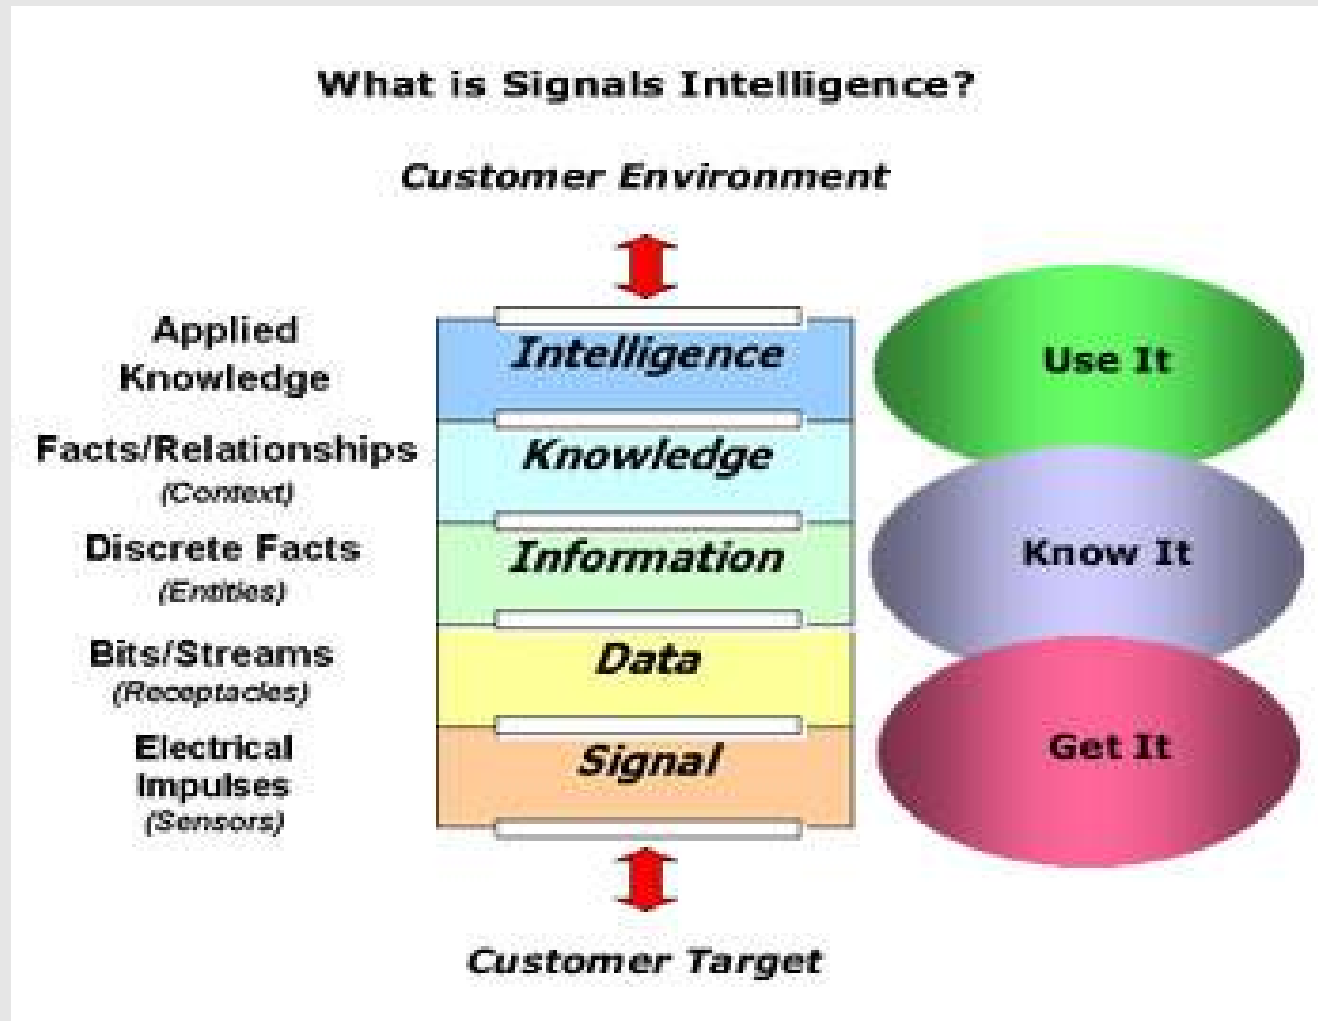 What is Signals Intelligence?
Customer Environment
Applied
Knowledge
Intelligence
Use It
Facts/Relationships
(Context)
Knowledge
Discrete Facts
(Entities)
Information
Know It
Bits/Streams
(Receptacles)
Data
Electrical
Impulses
(Sensors)
Signal
Get It
Customer Target